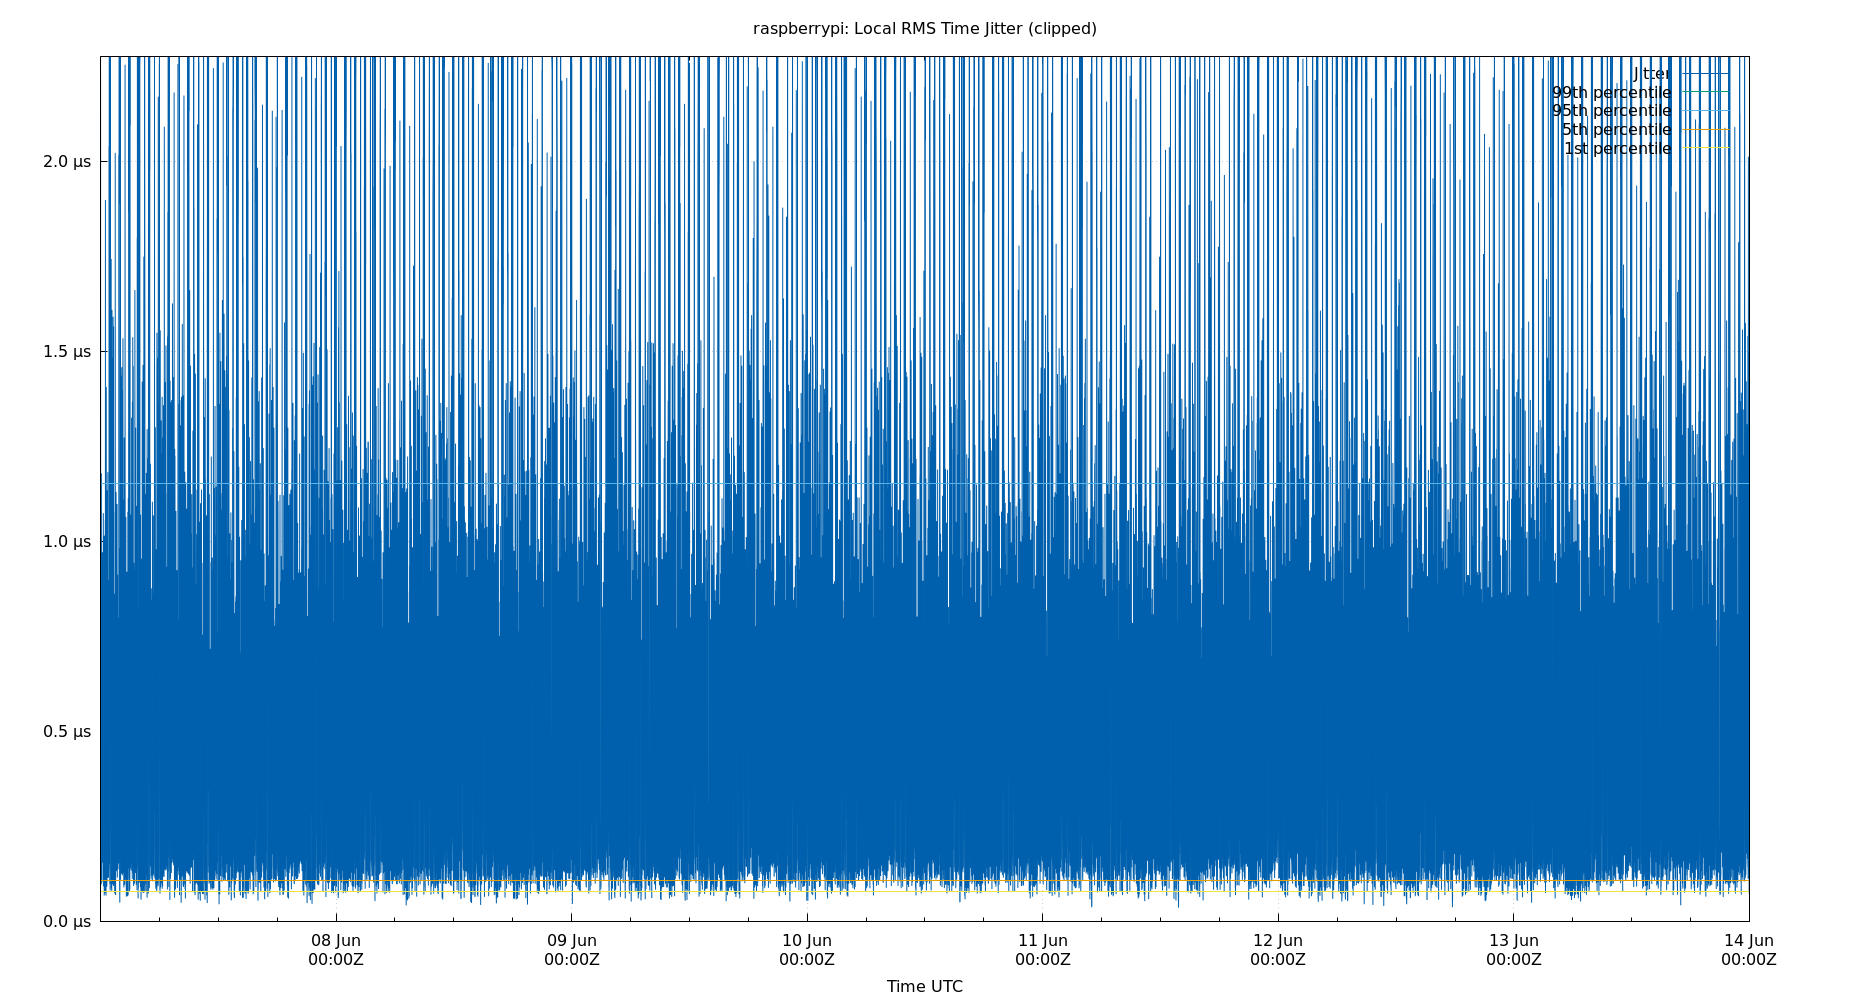 raspberrypi: Local RMS Time Jitter (clipped)
Jitter
99th percentile
95th percentile
5th percentile
1st percentile
2.0 µs
1.5 µs
1.0 µs
0.5 µs
0.0 µs
08 Jun
00:00Z
09 Jun
00:00Z
10 Jun
00:00Z
11 Jun
00:00Z
12 Jun
00:00Z
13 Jun
00:00Z
14 Jun
00:00Z
Time UTC